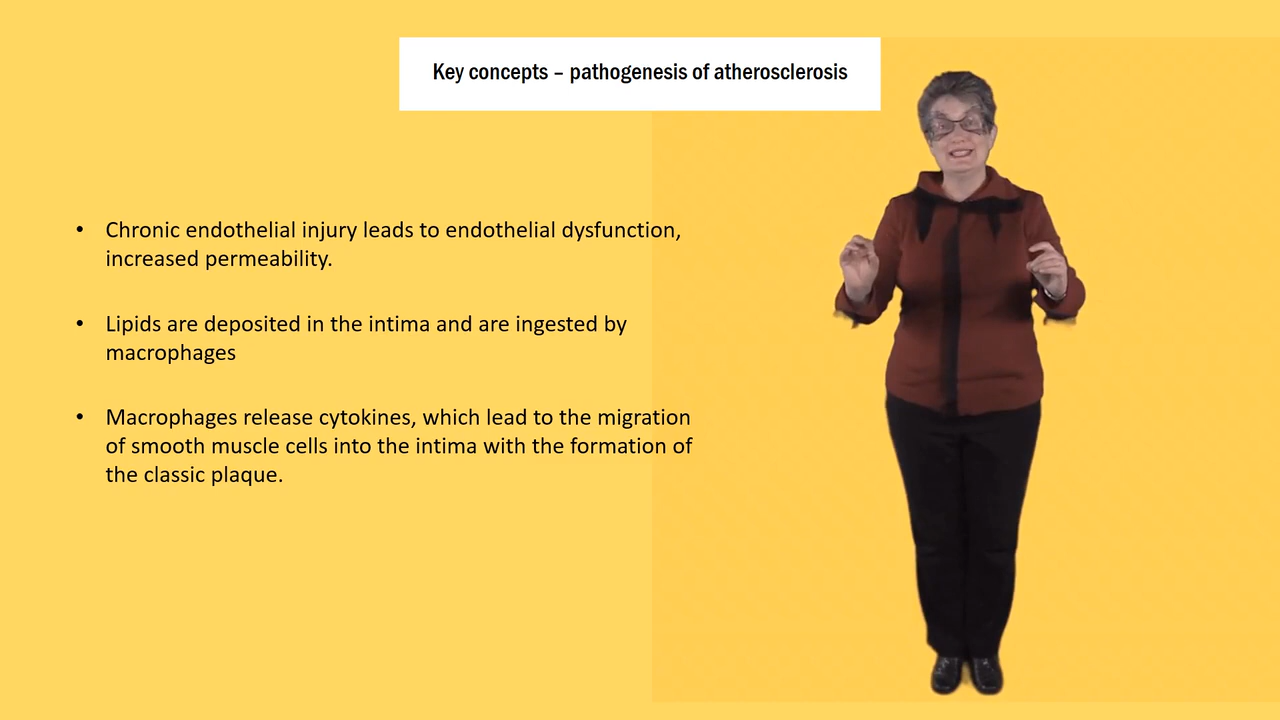 Key concepts – pathogenesis of atherosclerosis
• Chronic endothelial injury leads to endothelial dysfunction,
increased permeability.
• Lipids are deposited in the intima and are ingested by
macrophages
• Macrophages release cytokines, which lead to the migration
of smooth muscle cells into the intima with the formation of
the classic plaque.